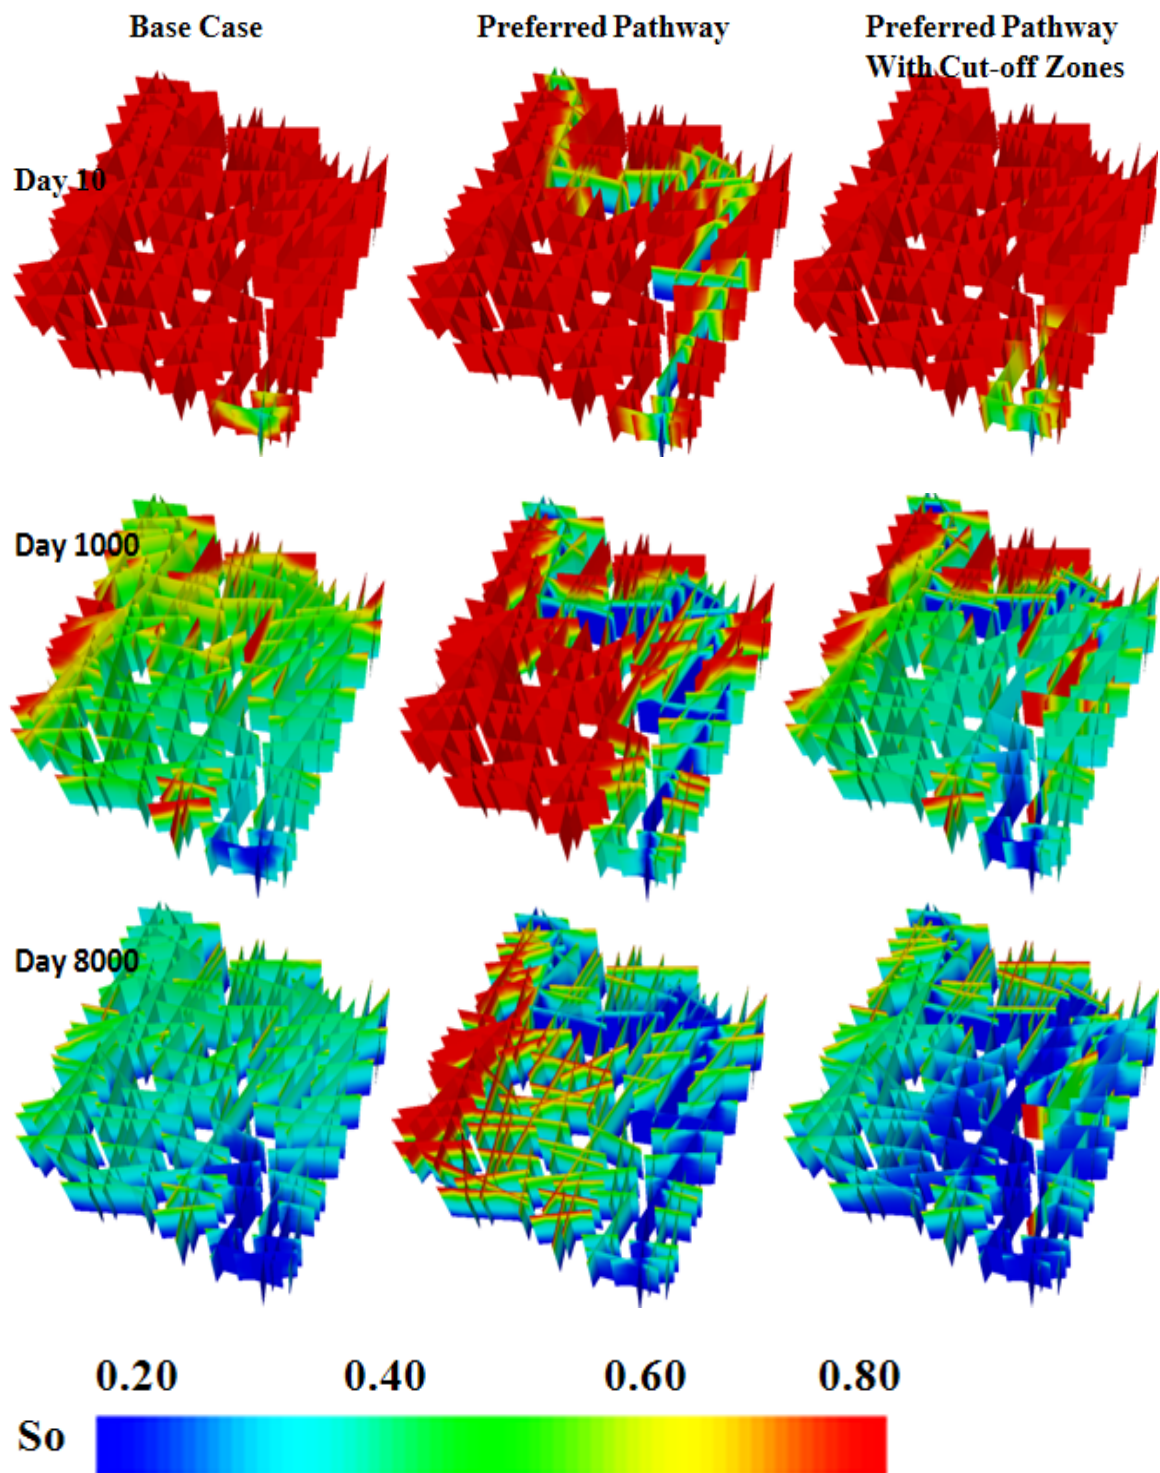 Base Case
Preferred Pathway
Preferred Pathway
With Cut-off Zones
Day 10
Day 1000
Day 8000
0.20 0.40 0.60 0.80
So